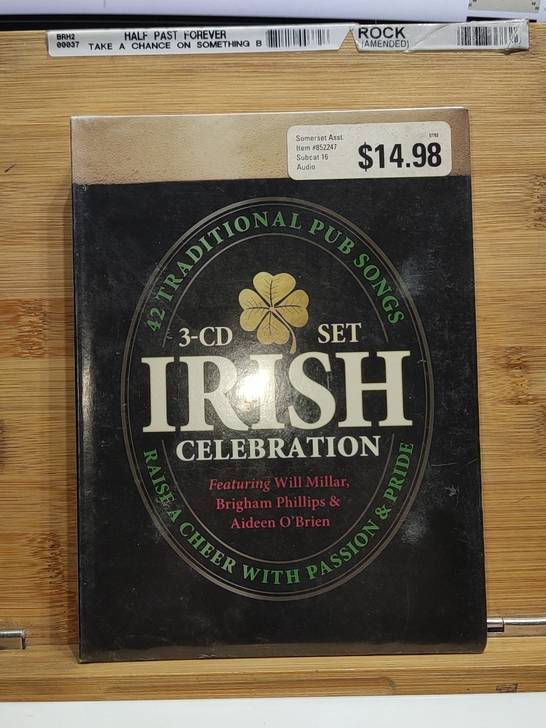 BRH2
00037
HALF PAST FOREVER
TAKE A CHANCE ON SOMETHING B
ROCK
(AMENDED)
Somerset Asst.
Item #852247
Subcat 16
Audio
$14.98
42 TRADITIONAL PUB SONGS
3-CD SET
IRISH
CELEBRATION
Featuring Will Millar,
Brigham Phillips &
Aideen O'Brien
RAISE A CHEER WITH PASSION & PRIDE